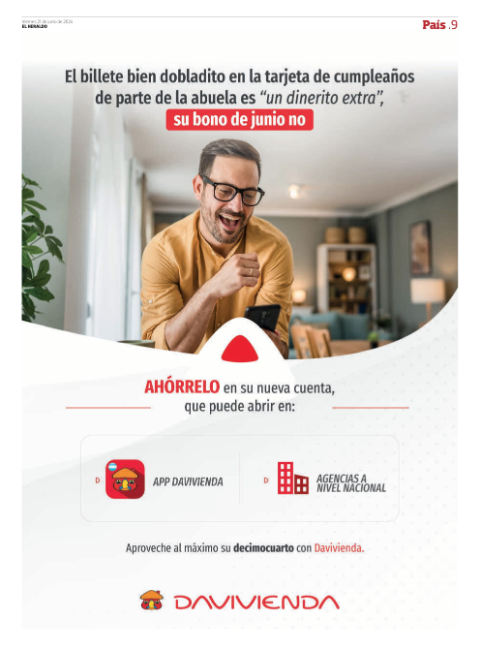 Viernes 21 de junio de 2024
EL HERALDO
País .9
El billete bien dobladito en la tarjeta de cumpleaños
de parte de la abuela es “un dinerito extra”,
su bono de junio no
AHÓRRELO en su nueva cuenta,
que puede abrir en:
D
APP DAVIVIENDA
D
AGENCIAS A
NIVEL NACIONAL
Aproveche al máximo su decimocuarto con Davivienda.
DAVIVIENDA